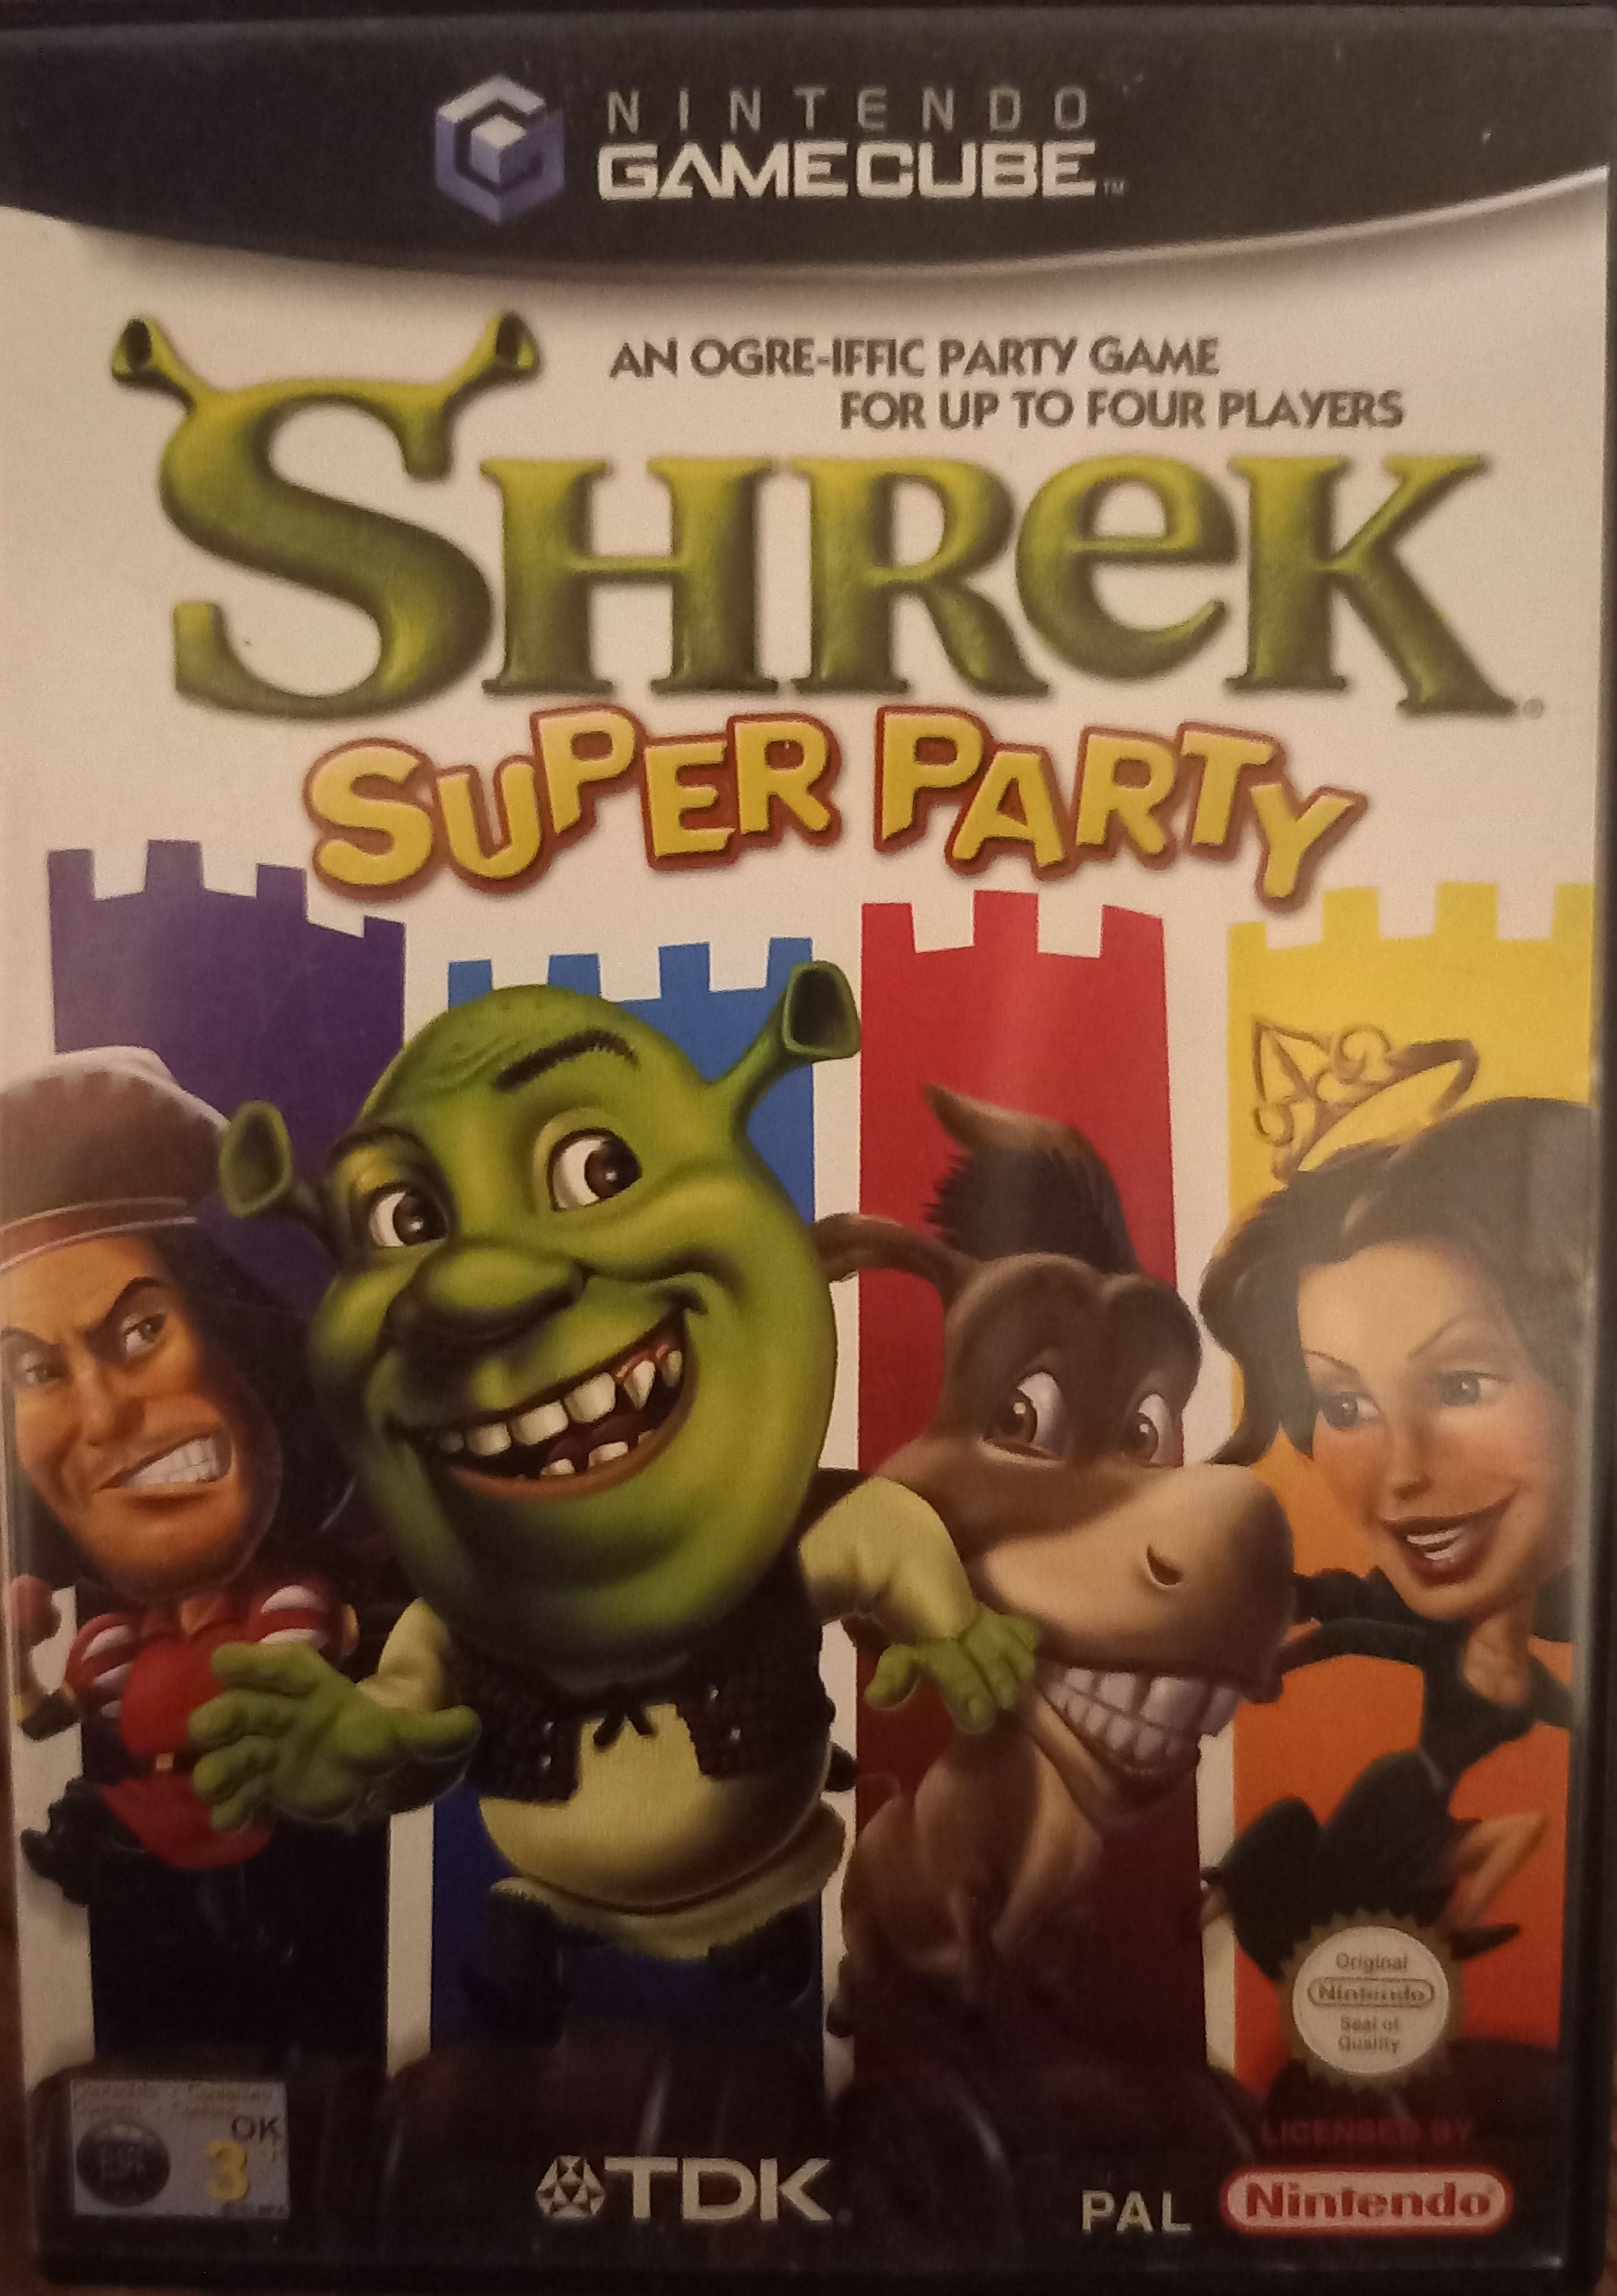 NINTENDO
GAMECUBE™
AN OGRE-IFFIC PARTY GAME
FOR UP TO FOUR PLAYERS
SHREK®
SUPER PARTY
Original
Nintendo
Seal of
Quality
OK
3
TDK
LICENSED BY
PAL Nintendo®